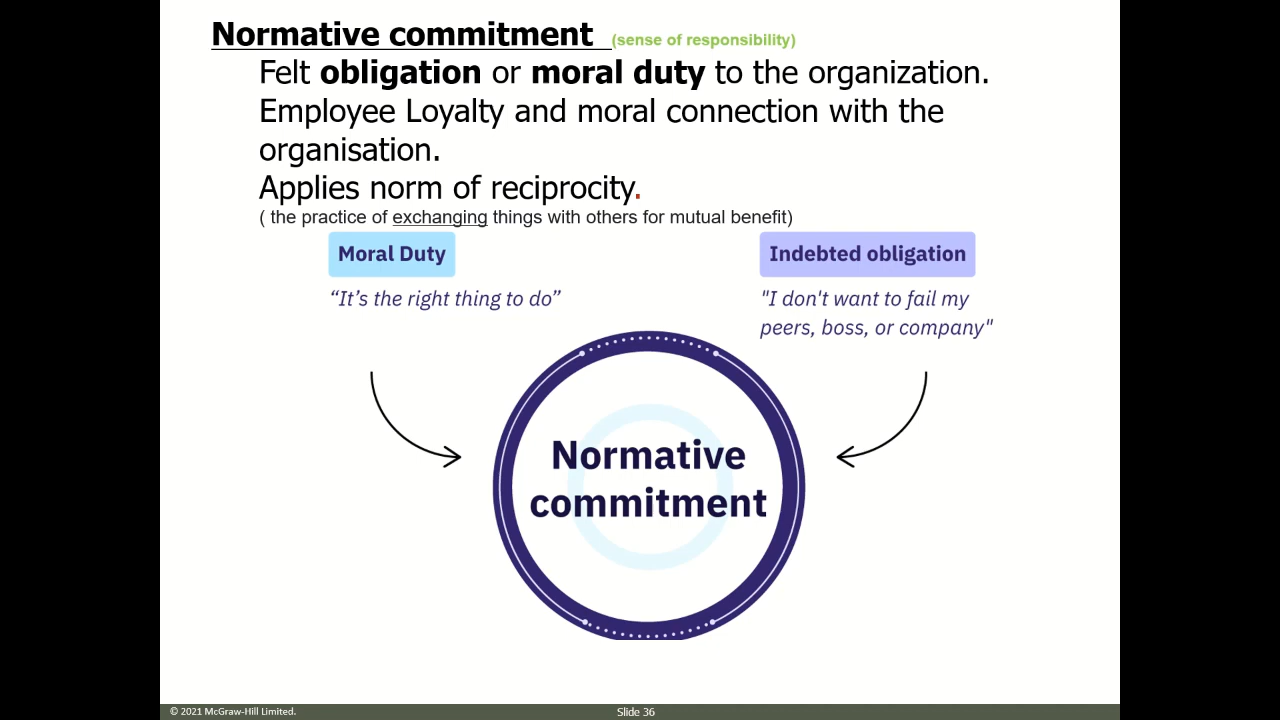 Normative commitment (sense of responsibility)
Felt obligation or moral duty to the organization.
Employee Loyalty and moral connection with the
organisation.
Applies norm of reciprocity.
( the practice of exchanging things with others for mutual benefit)
Moral Duty
“It’s the right thing to do”
Indebted obligation
"I don't want to fail my
peers, boss, or company"
Normative
commitment
© 2021 McGraw-Hill Limited.
Slide 36